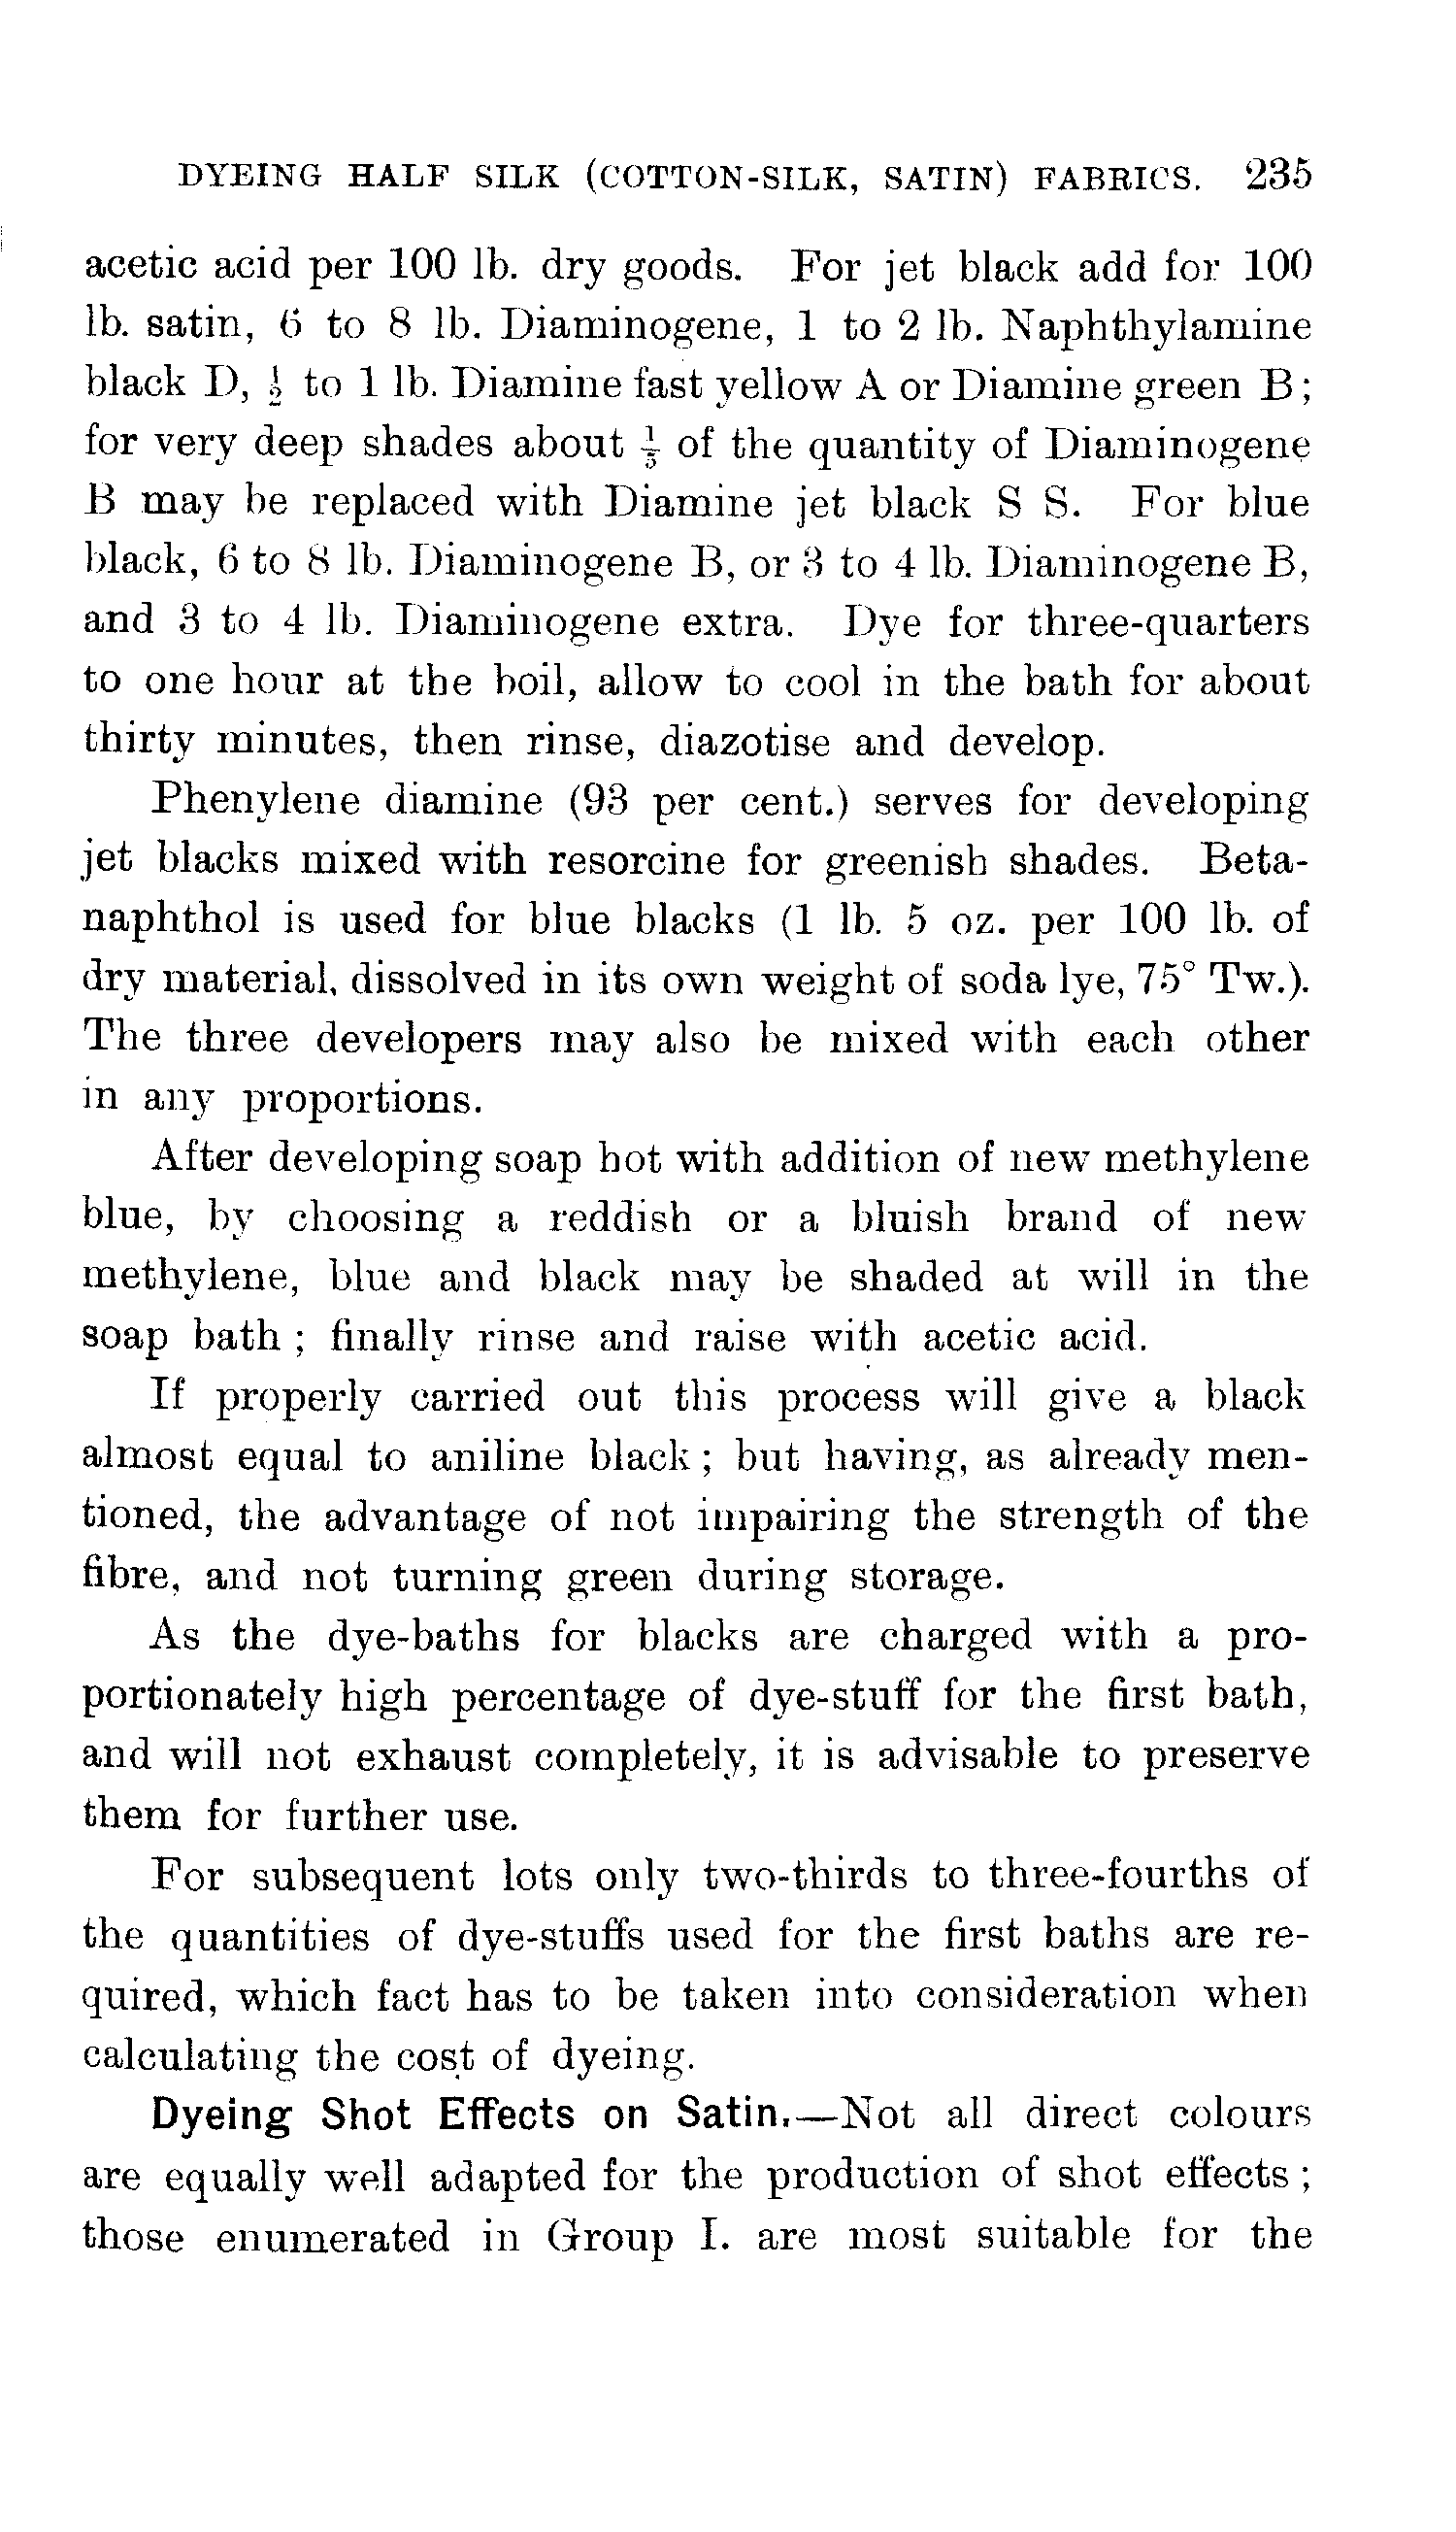 DYEING HALF SILK (COTTON-SILK, SATIN) FABRICS. 235
acetic acid per 100 lb. dry goods. For jet black add for 100
lb. satin, 6 to 8 lb. Diaminogene, 1 to 2 lb. Naphthylamine
black D, ½ to 1 lb. Diamine fast yellow A or Diamine green B;
for very deep shades about ⅓ of the quantity of Diaminogene
B may be replaced with Diamine jet black S S. For blue
black, 6 to 8 lb. Diaminogene B, or 3 to 4 lb. Diaminogene B,
and 3 to 4 lb. Diaminogene extra. Dye for three-quarters
to one hour at the boil, allow to cool in the bath for about
thirty minutes, then rinse, diazotise and develop.
Phenylene diamine (93 per cent.) serves for developing
jet blacks mixed with resorcine for greenish shades. Beta-
naphthol is used for blue blacks (1 lb. 5 oz. per 100 lb. of
dry material, dissolved in its own weight of soda lye, 75° Tw.).
The three developers may also be mixed with each other
in any proportions.
After developing soap hot with addition of new methylene
blue, by choosing a reddish or a bluish brand of new
methylene, blue and black may be shaded at will in the
soap bath; finally rinse and raise with acetic acid.
If properly carried out this process will give a black
almost equal to aniline black; but having, as already men-
tioned, the advantage of not impairing the strength of the
fibre, and not turning green during storage.
As the dye-baths for blacks are charged with a pro-
portionately high percentage of dye-stuff for the first bath,
and will not exhaust completely, it is advisable to preserve
them for further use.
For subsequent lots only two-thirds to three-fourths of
the quantities of dye-stuffs used for the first baths are re-
quired, which fact has to be taken into consideration when
calculating the cost of dyeing.
Dyeing Shot Effects on Satin.—Not all direct colours
are equally well adapted for the production of shot effects;
those enumerated in Group I. are most suitable for the